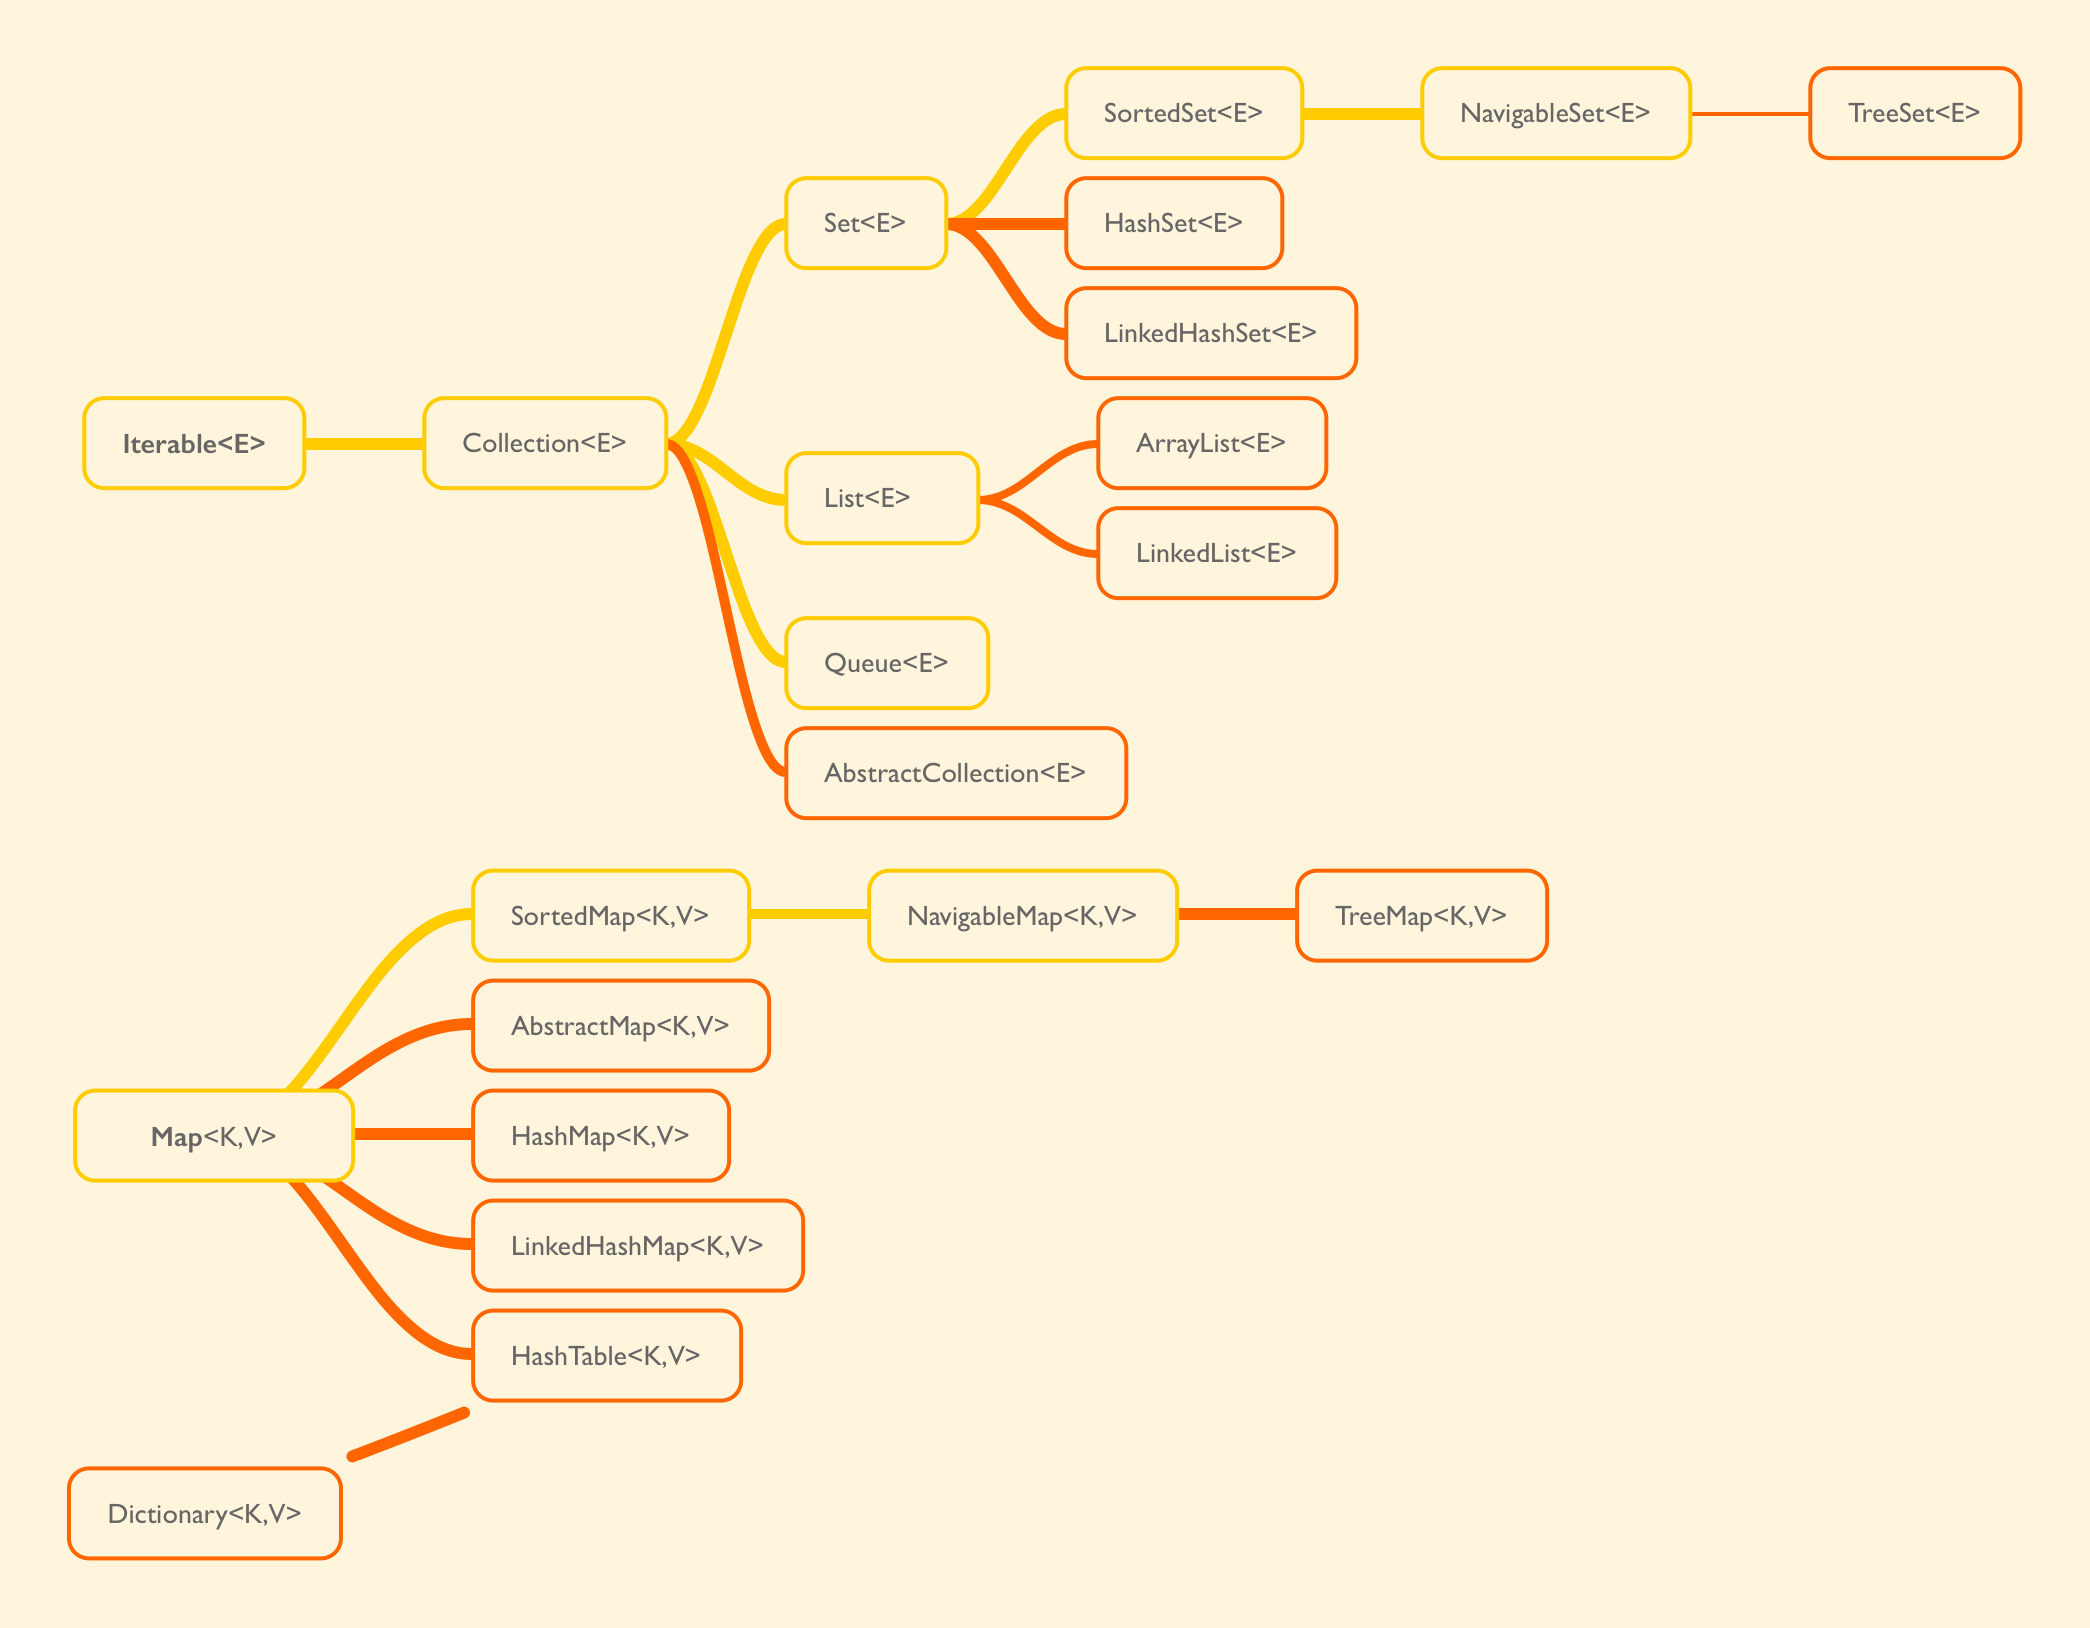 SortedSet<E>
NavigableSet<E>
TreeSet<E>
Set<E>
HashSet<E>
LinkedHashSet<E>
Iterable<E>
Collection<E>
ArrayList<E>
List<E>
LinkedList<E>
Queue<E>
AbstractCollection<E>
SortedMap<K,V>
NavigableMap<K,V>
TreeMap<K,V>
AbstractMap<K,V>
Map<K,V>
HashMap<K,V>
LinkedHashMap<K,V>
HashTable<K,V>
Dictionary<K,V>